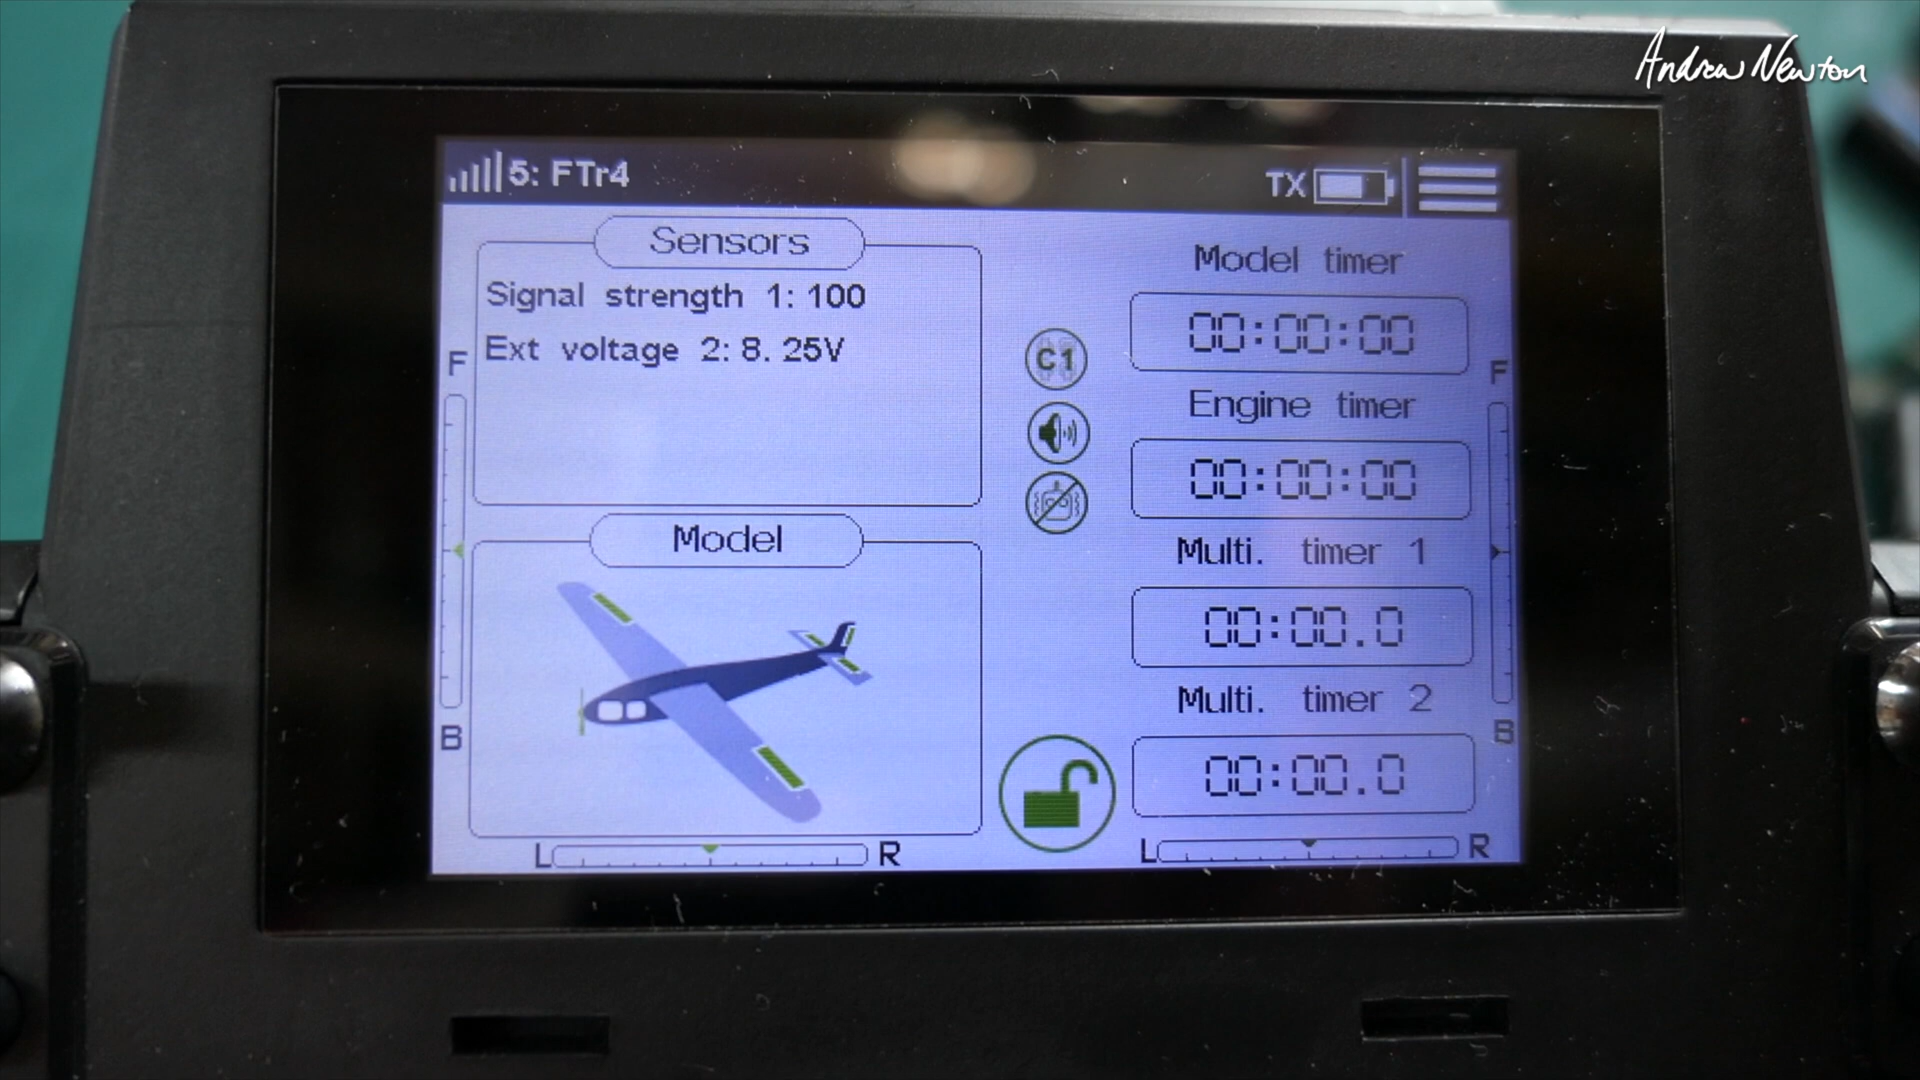 Andrew Newton
5: FTr4
TX
Sensors
Signal strength 1: 100
Ext voltage 2: 8. 25V
F
B
Model
L
R
C1
Model timer
00:00:00
Engine timer
00:00:00
Multi. timer 1
00:00.0
Multi. timer 2
00:00.0
F
B
L
R